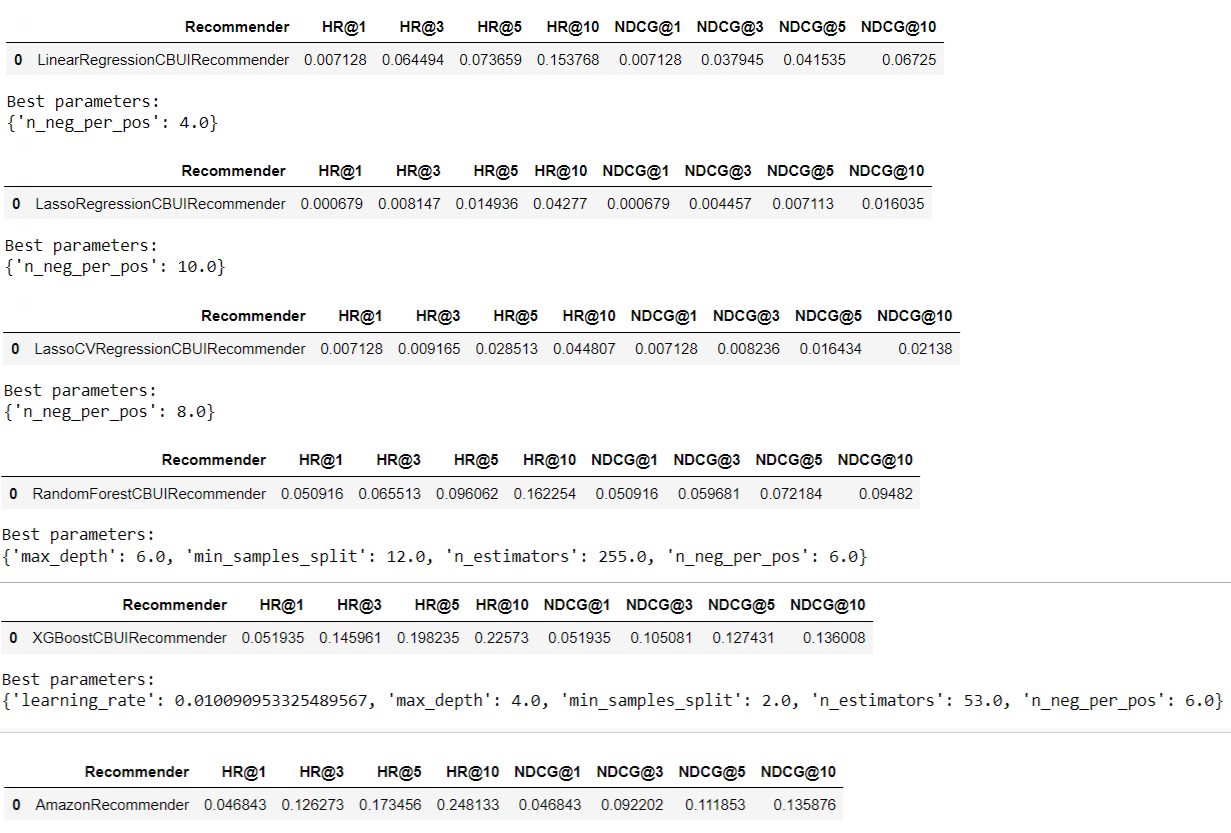 Recommender HR@1 HR@3 HR@5 HR@10 NDCG@1 NDCG@3 NDCG@5 NDCG@10
0 LinearRegressionCBUIRecommender 0.007128 0.064494 0.073659 0.153768 0.007128 0.037945 0.041535 0.06725
Best parameters:
{'n_neg_per_pos': 4.0}
Recommender HR@1 HR@3 HR@5 HR@10 NDCG@1 NDCG@3 NDCG@5 NDCG@10
0 LassoRegressionCBUIRecommender 0.000679 0.008147 0.014936 0.04277 0.000679 0.004457 0.007113 0.016035
Best parameters:
{'n_neg_per_pos': 10.0}
Recommender HR@1 HR@3 HR@5 HR@10 NDCG@1 NDCG@3 NDCG@5 NDCG@10
0 LassoCVRegressionCBUIRecommender 0.007128 0.009165 0.028513 0.044807 0.007128 0.008236 0.016434 0.02138
Best parameters:
{'n_neg_per_pos': 8.0}
Recommender HR@1 HR@3 HR@5 HR@10 NDCG@1 NDCG@3 NDCG@5 NDCG@10
0 RandomForestCBUIRecommender 0.050916 0.065513 0.096062 0.162254 0.050916 0.059681 0.072184 0.09482
Best parameters:
{'max_depth': 6.0, 'min_samples_split': 12.0, 'n_estimators': 255.0, 'n_neg_per_pos': 6.0}
Recommender HR@1 HR@3 HR@5 HR@10 NDCG@1 NDCG@3 NDCG@5 NDCG@10
0 XGBoostCBUIRecommender 0.051935 0.145961 0.198235 0.22573 0.051935 0.105081 0.127431 0.136008
Best parameters:
{'learning_rate': 0.010090953325489567, 'max_depth': 4.0, 'min_samples_split': 2.0, 'n_estimators': 53.0, 'n_neg_per_pos': 6.0}
Recommender HR@1 HR@3 HR@5 HR@10 NDCG@1 NDCG@3 NDCG@5 NDCG@10
0 AmazonRecommender 0.046843 0.126273 0.173456 0.248133 0.046843 0.092202 0.111853 0.135876